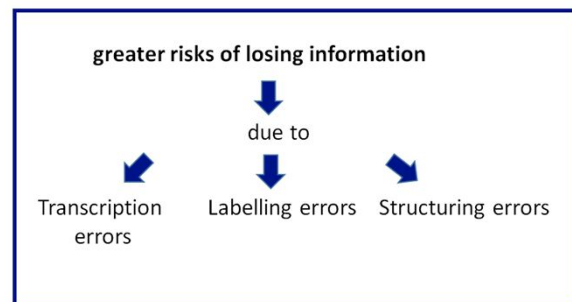 greater risks of losing information
due to
Transcription errors
Labelling errors
Structuring errors